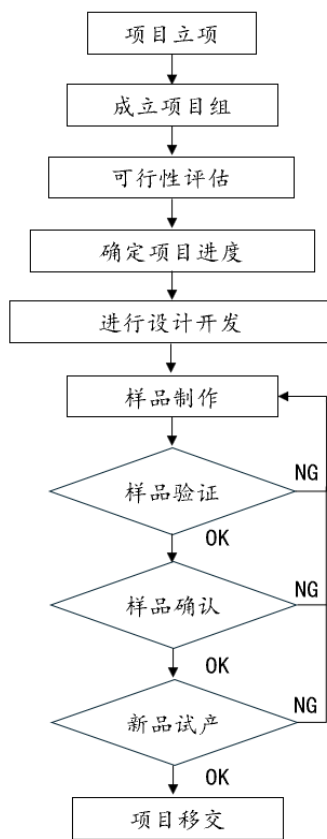 项目立项
成立项目组
可行性评估
确定项目进度
进行设计开发
样品制作
样品验证
NG
OK
样品确认
NG
OK
新品试产
NG
OK
项目移交